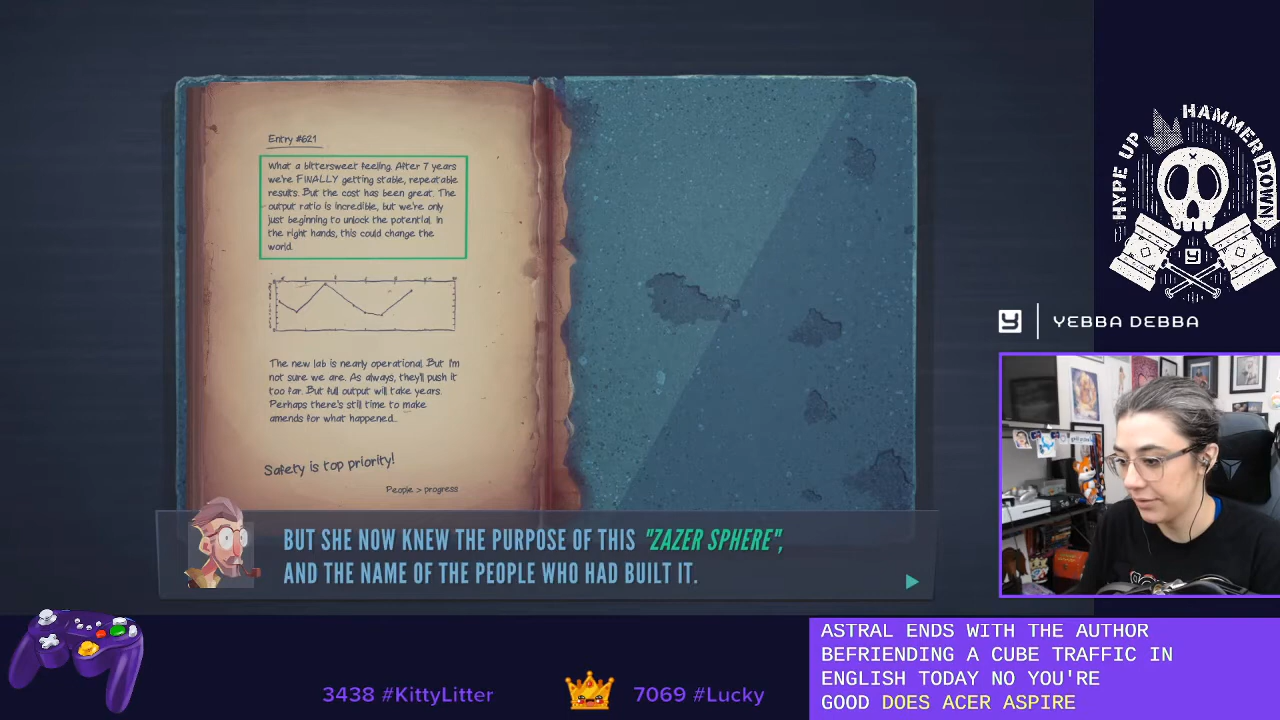 Entry #621
What a bittersweet feeling. After 7 years
we're FINALLY getting stable, repeatable
results. But the cost has been great. The
output ratio is incredible, but we're only
just beginning to unlock the potential. In
the right hands, this could change the
world.
The new lab is nearly operational. But I'm
not sure we are. As always, they'll push it
too far. But full output will take years.
Perhaps there's still time to make
amends for what happened...
Safety is top priority!
People > progress
BUT SHE NOW KNEW THE PURPOSE OF THIS "ZAZER SPHERE",
AND THE NAME OF THE PEOPLE WHO HAD BUILT IT.
HYPE UP
HAMMER DOWN
YEBBA DEBBA
3438 #KittyLitter
7069 #Lucky
ASTRAL ENDS WITH THE AUTHOR
BEFRIENDING A CUBE TRAFFIC IN
ENGLISH TODAY NO YOU'RE
GOOD DOES ACER ASPIRE